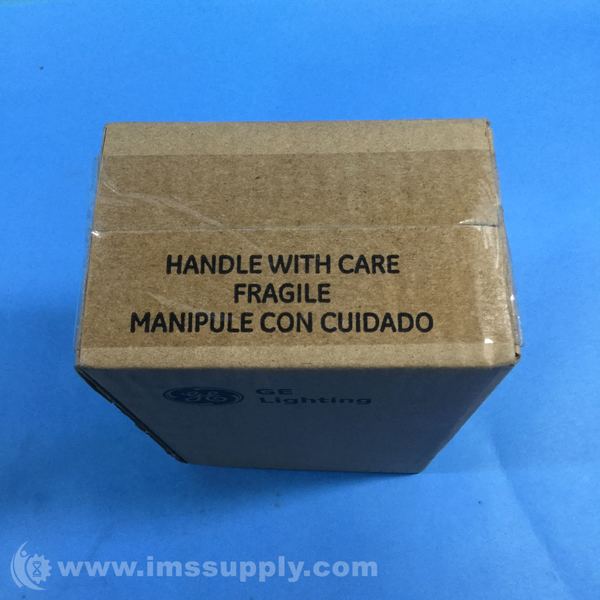 HANDLE WITH CARE
FRAGILE
MANIPULE CON CUIDADO
GE
Lighting
www.imssupply.com